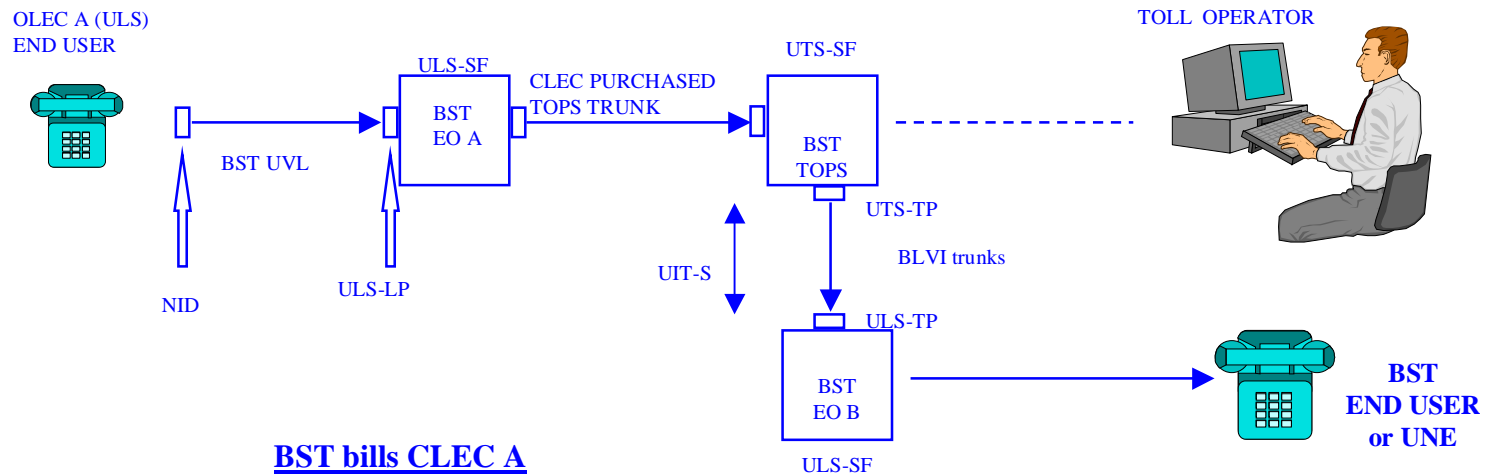 OLEC A (ULS)
END USER
TOLL OPERATOR
UTS-SF
ULS-SF
CLEC PURCHASED
TOPS TRUNK
BST
EO A
BST
TOPS
BST UVL
UTS-TP
BLVI trunks
UIT-S
NID
ULS-LP
ULS-TP
BST
EO B
BST
END USER
or UNE
BST bills CLEC A
ULS-SF